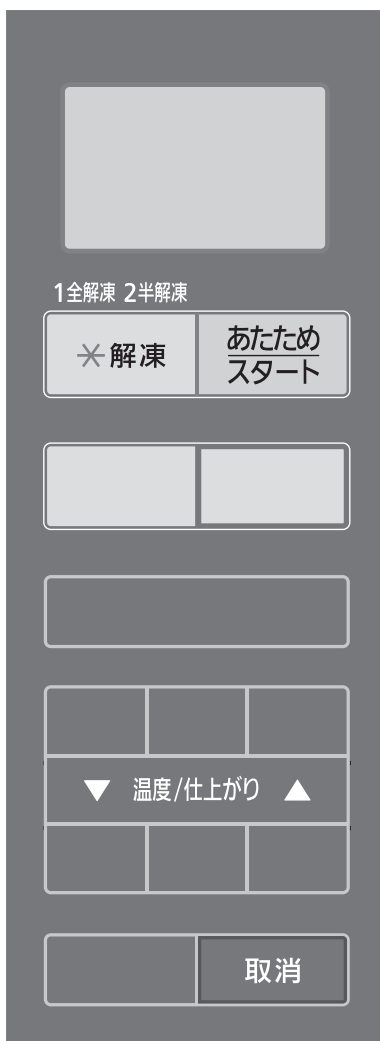 1全解凍 2半解凍
解凍
あたため
スタート
▼ 温度/仕上がり ▲
取消